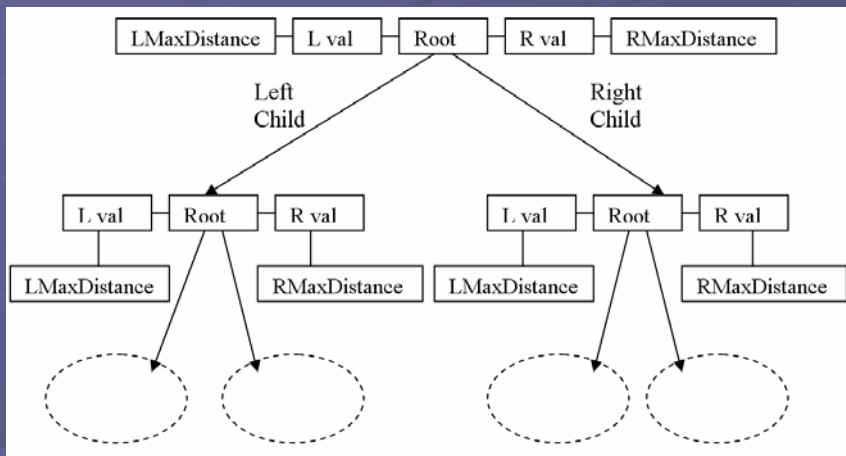 LMaxDistance L val Root R val RMaxDistance
Left
Child
Right
Child
L val Root R val
L val Root R val
LMaxDistance
RMaxDistance
LMaxDistance
RMaxDistance